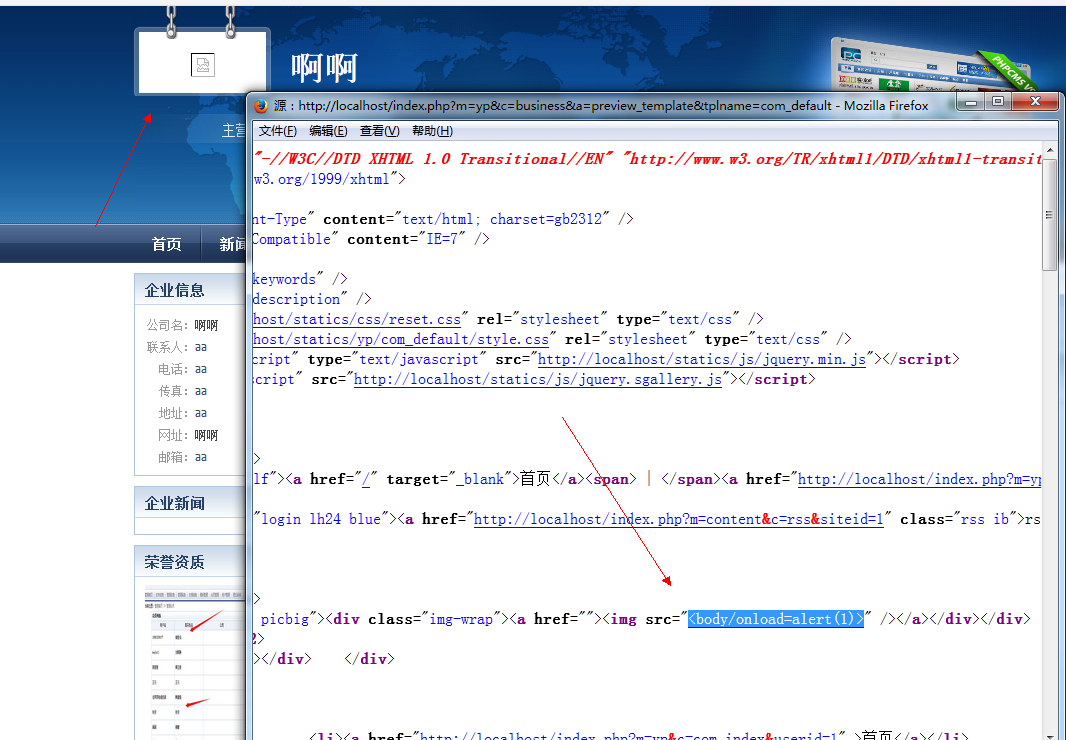 啊啊
PHPCMS V
主营
首页 新闻
企业信息
公司名: 啊啊
联系人: aa
电话: aa
传真: aa
地址: aa
网址: 啊啊
邮箱: aa
企业新闻
荣誉资质
源 : http://localhost/index.php?m=yp&c=business&a=preview_template&tplname=com_default - Mozilla Firefox
文件(F) 编辑(E) 查看(V) 帮助(H)
"-//W3C//DTD XHTML 1.0 Transitional//EN" "http://www.w3.org/TR/xhtml1/DTD/xhtml1-transit
w3.org/1999/xhtml">
nt-Type" content="text/html; charset=gb2312" />
Compatible" content="IE=7" />
keywords" />
description" />
host/statics/css/reset.css" rel="stylesheet" type="text/css" />
host/statics/yp/com_default/style.css" rel="stylesheet" type="text/css" />
cript" type="text/javascript" src="http://localhost/statics/js/jquery.min.js"></script>
script" src="http://localhost/statics/js/jquery.sgallery.js"></script>
>
lf"><a href="/" target="_blank">首页</a><span> | </span><a href="http://localhost/index.php?m=yp
"login lh24 blue"><a href="http://localhost/index.php?m=content&c=rss&siteid=1" class="rss ib">rs
>
picbig"><div class="img-wrap"><a href=""><img src="<body/onload=alert(1)>" /></a></div></div>
2>
></div> </div>
<li><a href="http://localhost/index.php?m=yp&c=com_index&userid=1" >首页</a></li>